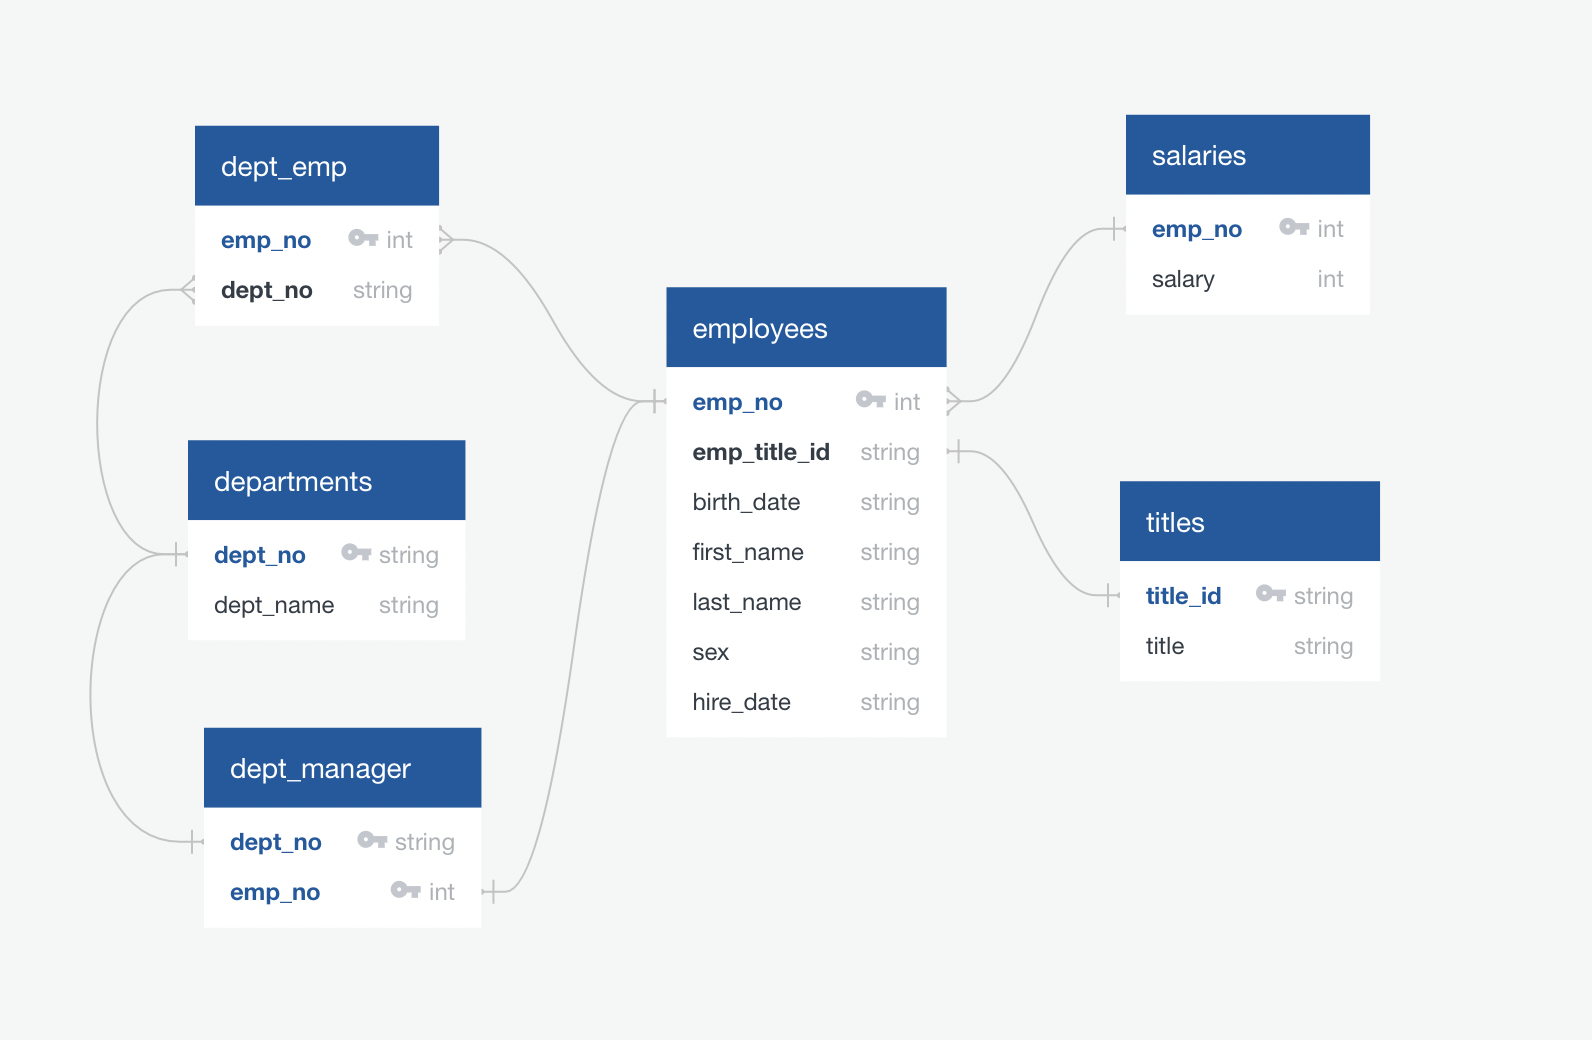 dept_emp
emp_no int
dept_no string
departments
dept_no string
dept_name string
dept_manager
dept_no string
emp_no int
employees
emp_no int
emp_title_id string
birth_date string
first_name string
last_name string
sex string
hire_date string
salaries
emp_no int
salary int
titles
title_id string
title string